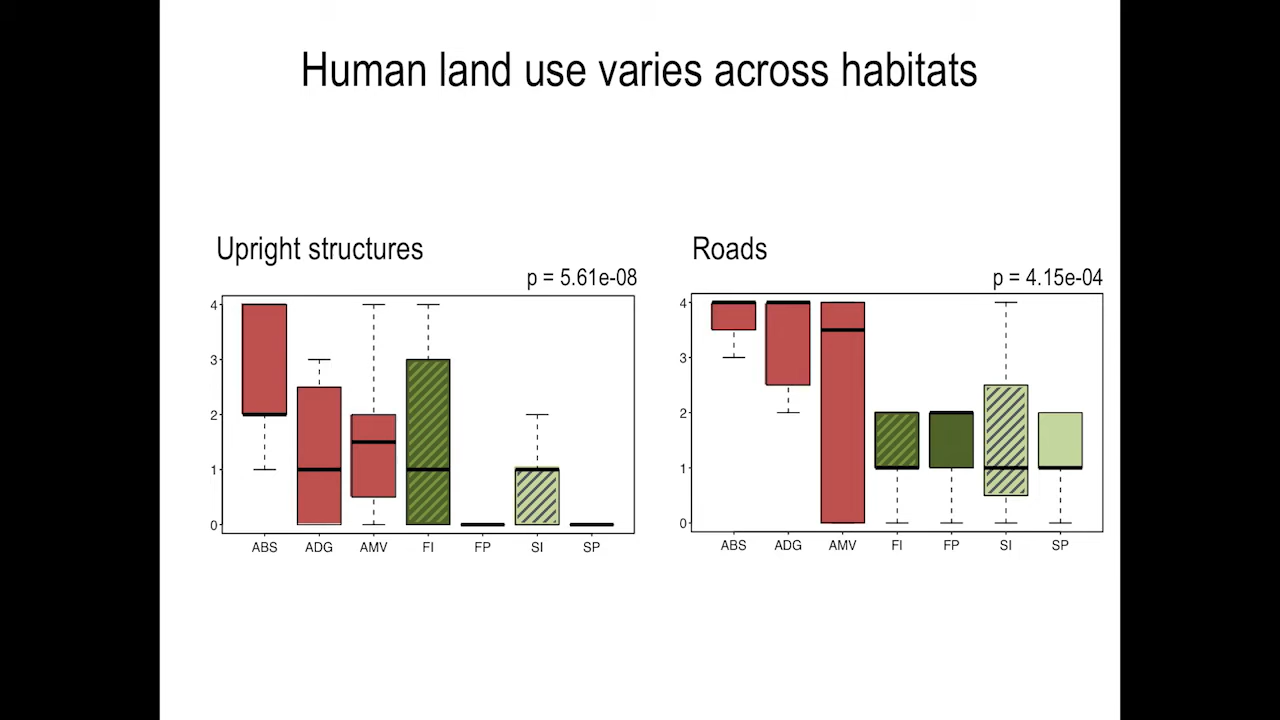 Human land use varies across habitats
Upright structures
p = 5.61e-08
4
3
2
1
0
ABS ADG AMV FI FP SI SP
Roads
p = 4.15e-04
4
3
2
1
0
ABS ADG AMV FI FP SI SP